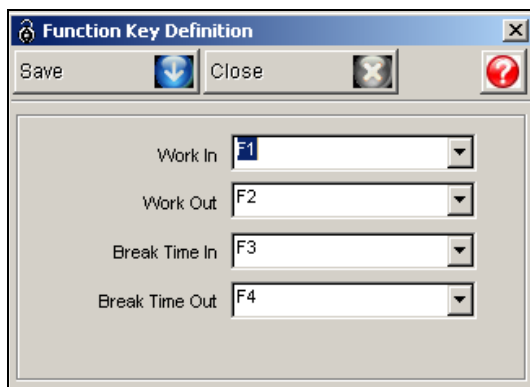 Function Key Definition
Save Close
Work In F1
Work Out F2
Break Time In F3
Break Time Out F4